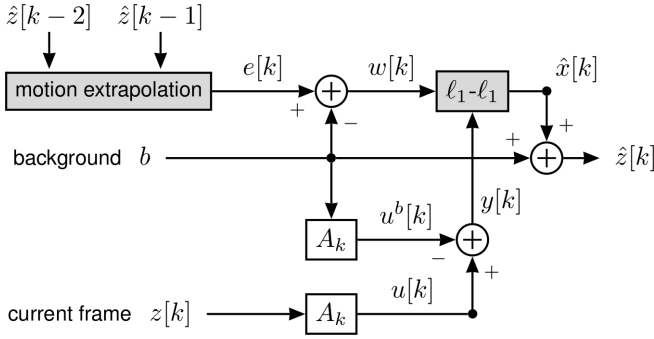 ẑ[k − 2] ẑ[k − 1]
motion extrapolation e[k] + − w[k] ℓ₁-ℓ₁ x̂[k]
+
background b + ẑ[k]
A_k u^b[k] − y[k]
+
current frame z[k] A_k u[k]